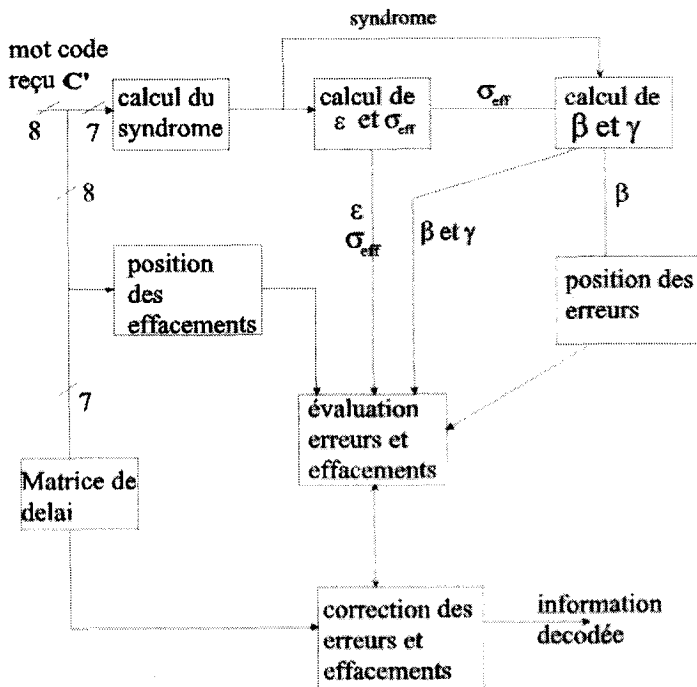 syndrome
mot code
reçu C'
8
7
calcul du
syndrome
calcul de
ε et σeff
σeff
calcul de
β et γ
8
ε
σeff
β et γ
β
position
des
effacements
position des
erreurs
7
évaluation
erreurs et
effacements
Matrice de
delai
correction des
erreurs et
effacements
information
decodée